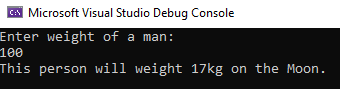 Microsoft Visual Studio Debug Console
Enter weight of a man:
100
This person will weight 17kg on the Moon.